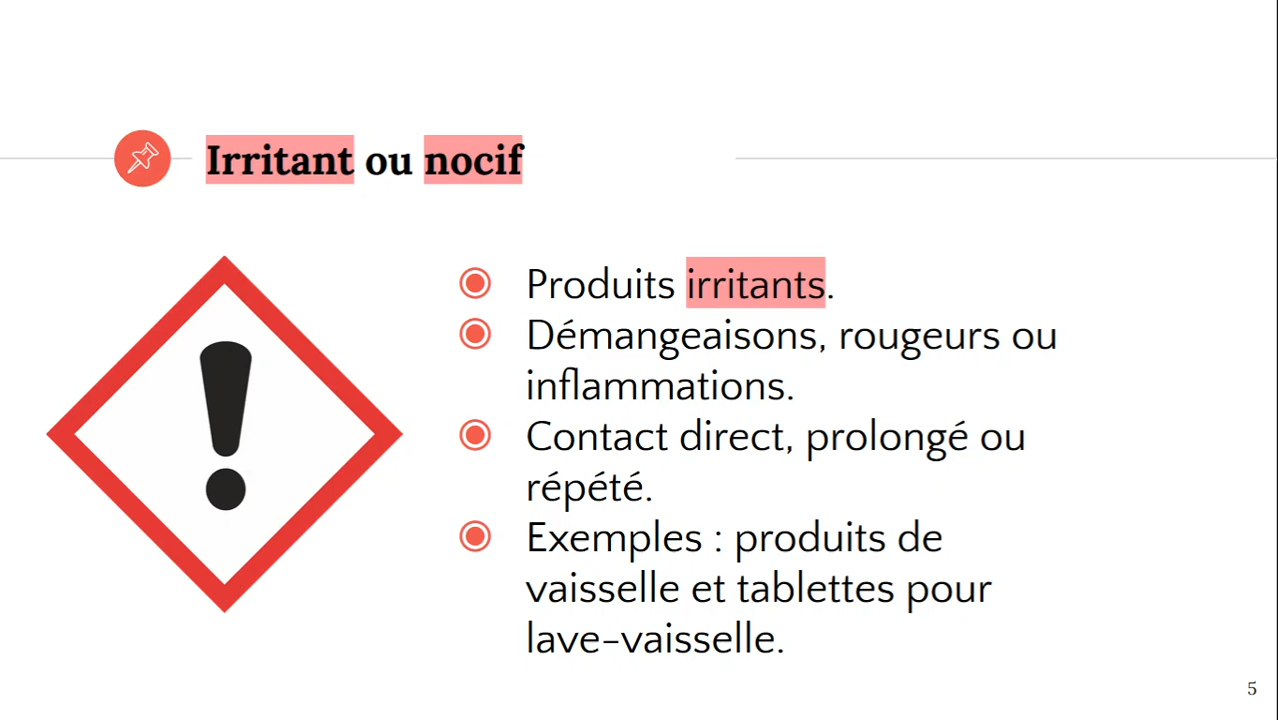 Irritant ou nocif
Produits irritants.
Démangeaisons, rougeurs ou
inflammations.
Contact direct, prolongé ou
répété.
Exemples : produits de
vaisselle et tablettes pour
lave-vaisselle.
5